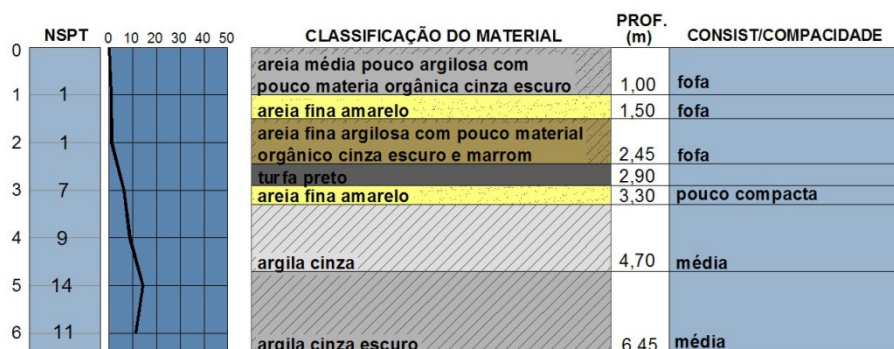 NSPT 0 10 20 30 40 50 CLASSIFICAÇÃO DO MATERIAL PROF. (m) CONSIST/COMPACIDADE
0
areia média pouco argilosa com
pouco materia orgânica cinza escuro 1,00 fofa
1 1
areia fina amarelo 1,50 fofa
areia fina argilosa com pouco material
2 1
orgânico cinza escuro e marrom 2,45 fofa
turfa preto 2,90
3 7
areia fina amarelo 3,30 pouco compacta
4 9
argila cinza 4,70 média
5 14
6 11
argila cinza escuro 6,45 média